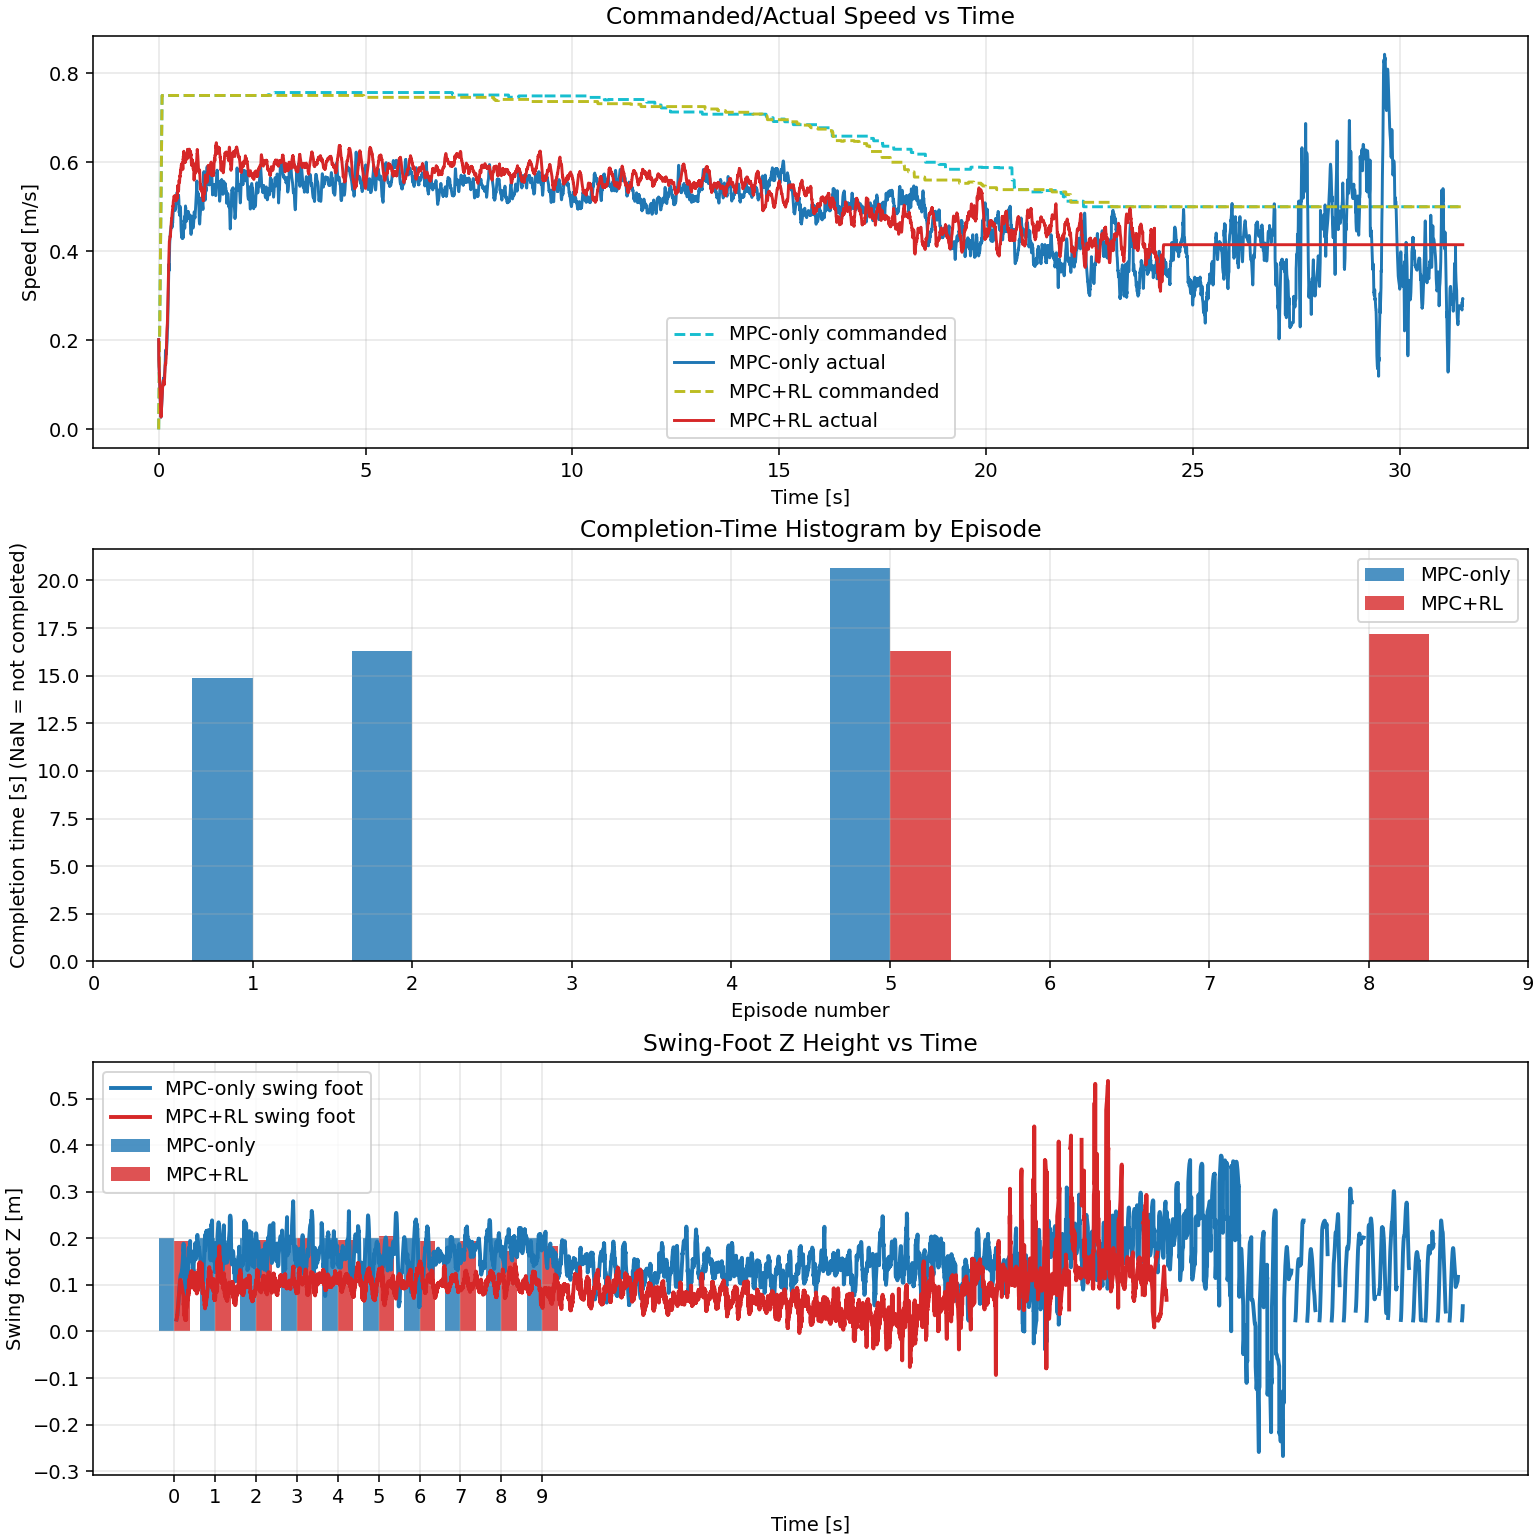 Commanded/Actual Speed vs Time
Speed [m/s]
0.8
0.6
0.4
0.2
0.0
MPC-only commanded
MPC-only actual
MPC+RL commanded
MPC+RL actual
0 5 10 15 20 25 30
Time [s]
Completion-Time Histogram by Episode
Completion time [s] (NaN = not completed)
20.0
17.5
15.0
12.5
10.0
7.5
5.0
2.5
0.0
MPC-only
MPC+RL
0 1 2 3 4 5 6 7 8 9
Episode number
Swing-Foot Z Height vs Time
Swing foot Z [m]
0.5
0.4
0.3
0.2
0.1
0.0
−0.1
−0.2
−0.3
MPC-only swing foot
MPC+RL swing foot
MPC-only
MPC+RL
0 1 2 3 4 5 6 7 8 9
Time [s]